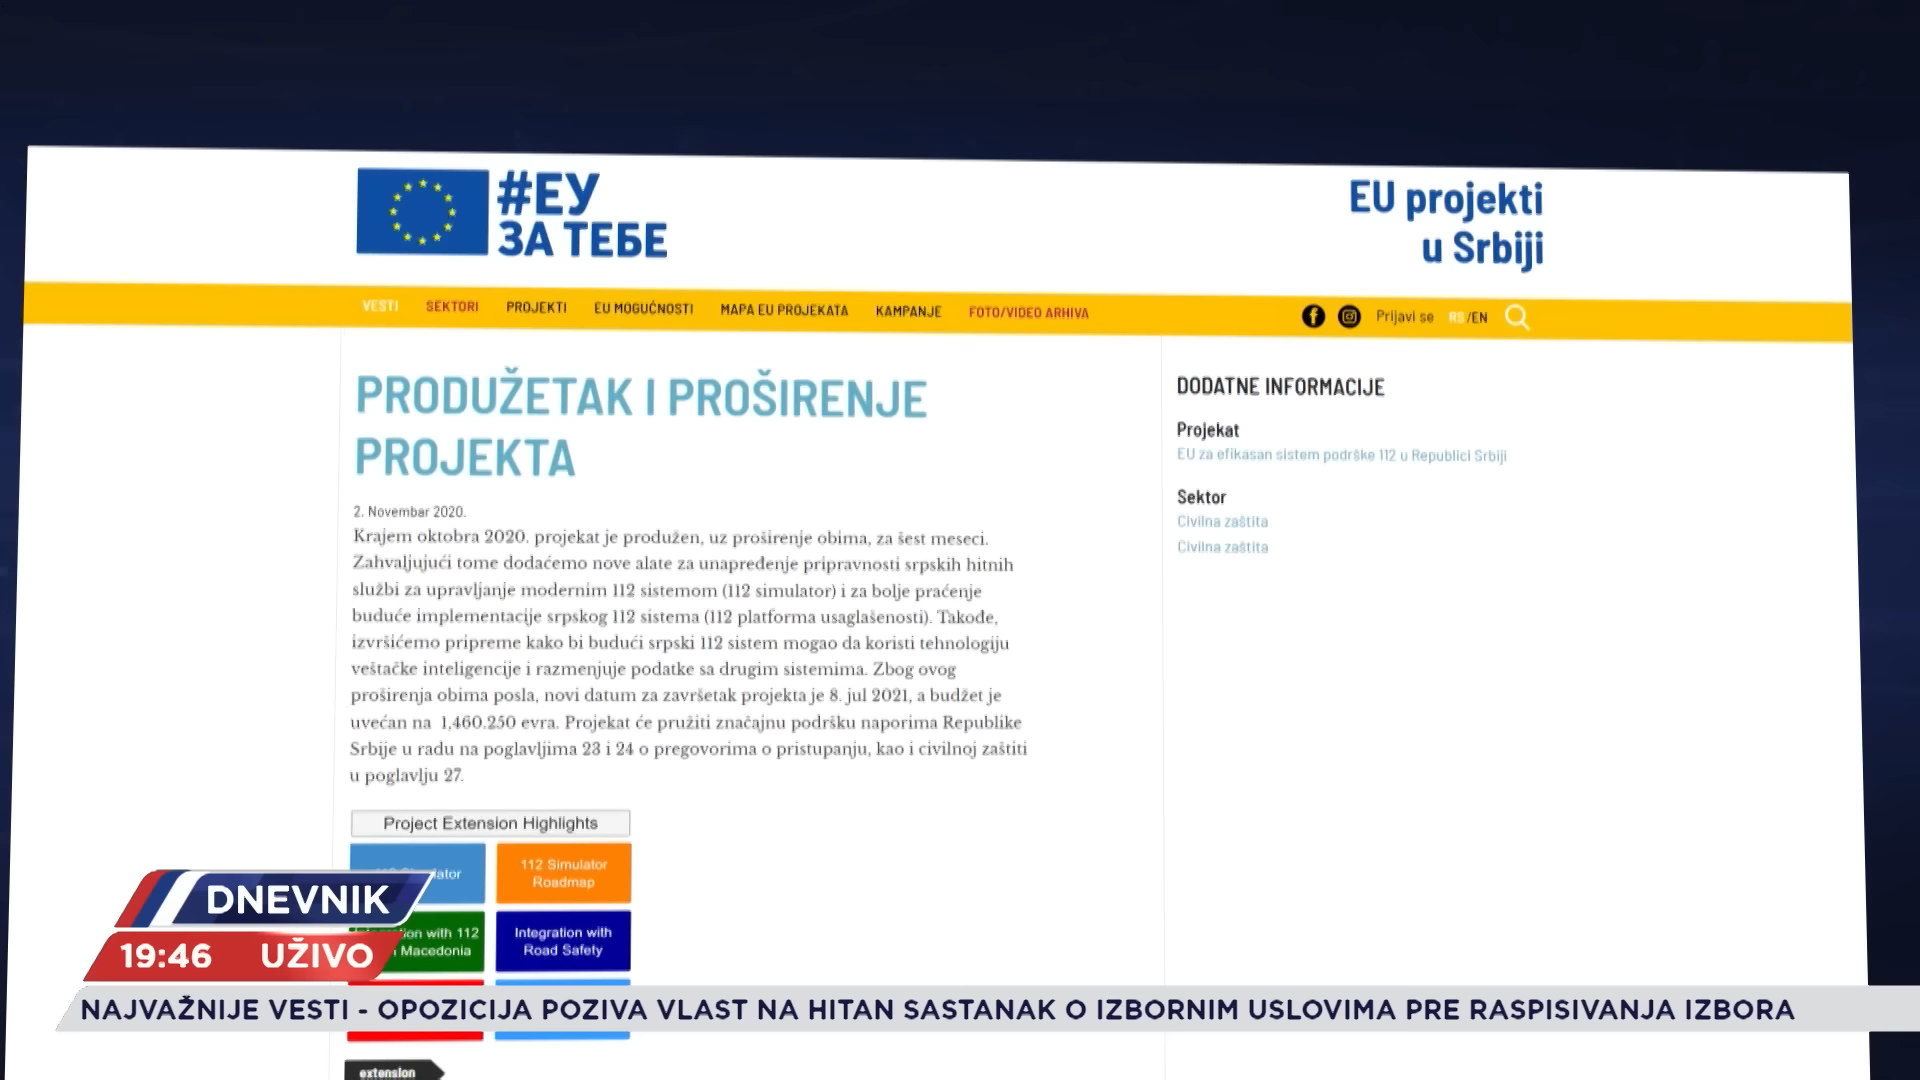 #ЕУ
ЗА ТЕБЕ
EU projekti
u Srbiji
VESTI SEKTORI PROJEKTI EU MOGUĆNOSTI MAPA EU PROJEKATA KAMPANJE FOTO/VIDEO ARHIVA Prijavi se RS /EN
PRODUŽETAK I PROŠIRENJE
PROJEKTA
2. Novembar 2020.
Krajem oktobra 2020. projekat je produžen, uz proširenje obima, za šest meseci.
Zahvaljujući tome dodaćemo nove alate za unapređenje pripravnosti srpskih hitnih
službi za upravljanje modernim 112 sistemom (112 simulator) i za bolje praćenje
buduće implementacije srpskog 112 sistema (112 platforma usaglašenosti). Takođe,
izvršićemo pripreme kako bi budući srpski 112 sistem mogao da koristi tehnologiju
veštačke inteligencije i razmenjuje podatke sa drugim sistemima. Zbog ovog
proširenja obima posla, novi datum za završetak projekta je 8. jul 2021, a budžet je
uvećan na 1,460.250 evra. Projekat će pružiti značajnu podršku naporima Republike
Srbije u radu na poglavljima 23 i 24 o pregovorima o pristupanju, kao i civilnoj zaštiti
u poglavlju 27.
DODATNE INFORMACIJE
Projekat
EU za efikasan sistem podrške 112 u Republici Srbiji
Sektor
Civilna zaštita
Civilna zaštita
Project Extension Highlights
112 Simulator
Roadmap
with 112
Macedonia
Integration with
Road Safety
DNEVNIK
19:46 UŽIVO
NAJVAŽNIJE VESTI - OPOZICIJA POZIVA VLAST NA HITAN SASTANAK O IZBORNIM USLOVIMA PRE RASPISIVANJA IZBORA
extension